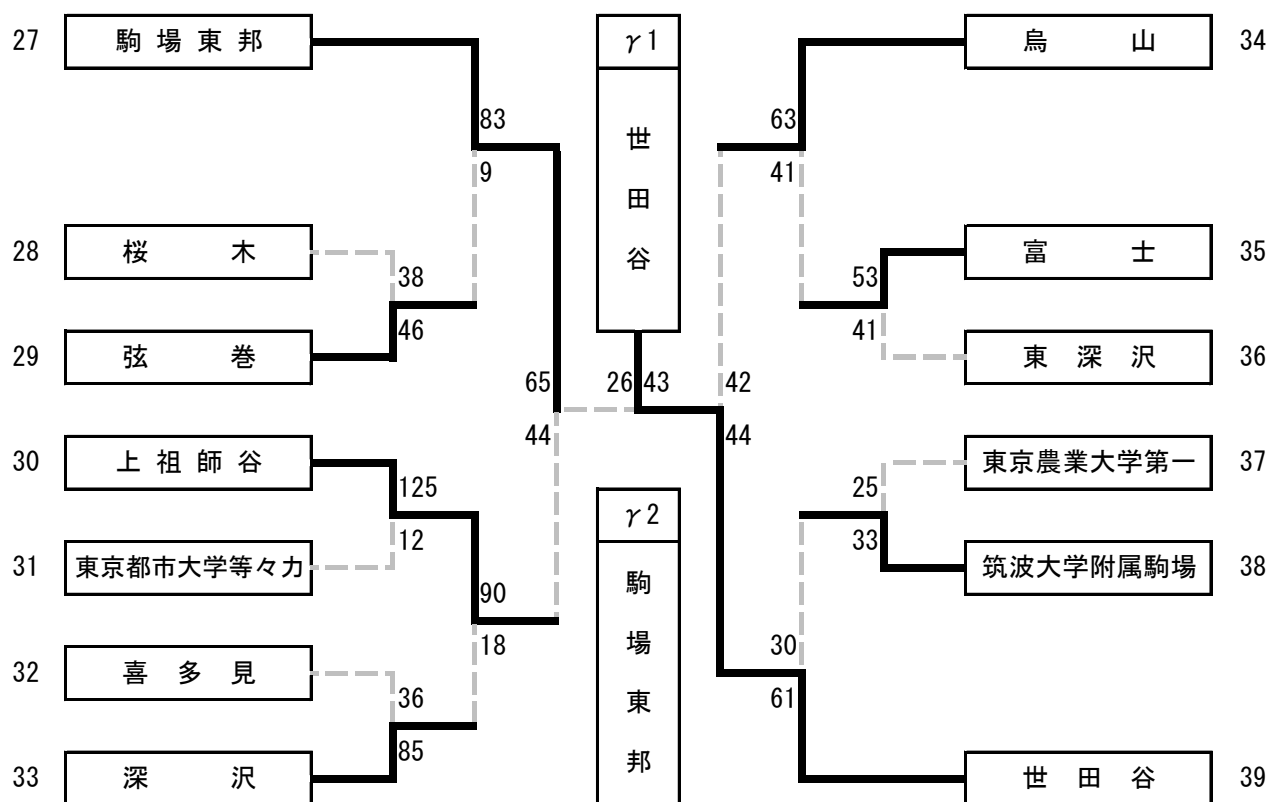 27 駒場東邦
γ1
烏山 34
83
63
世田谷
9
41
28 桜木
富士 35
38
53
46
41
29 弦巻
東深沢 36
65
26 43
42
44
44
30 上祖師谷
東京農業大学第一 37
125
25
γ2
12
33
31 東京都市大学等々力
筑波大学附属駒場 38
90
駒場東邦
18
30
32 喜多見
36
61
85
33 深沢
世田谷 39